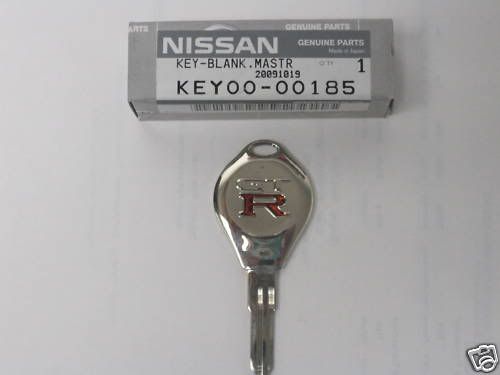 NISSAN
GENUINE PARTS
Made in Japan
KEY-BLANK.MASTR
Q'TY
1
20091019
KEY00-00185
GENUINE PARTS
GT
R